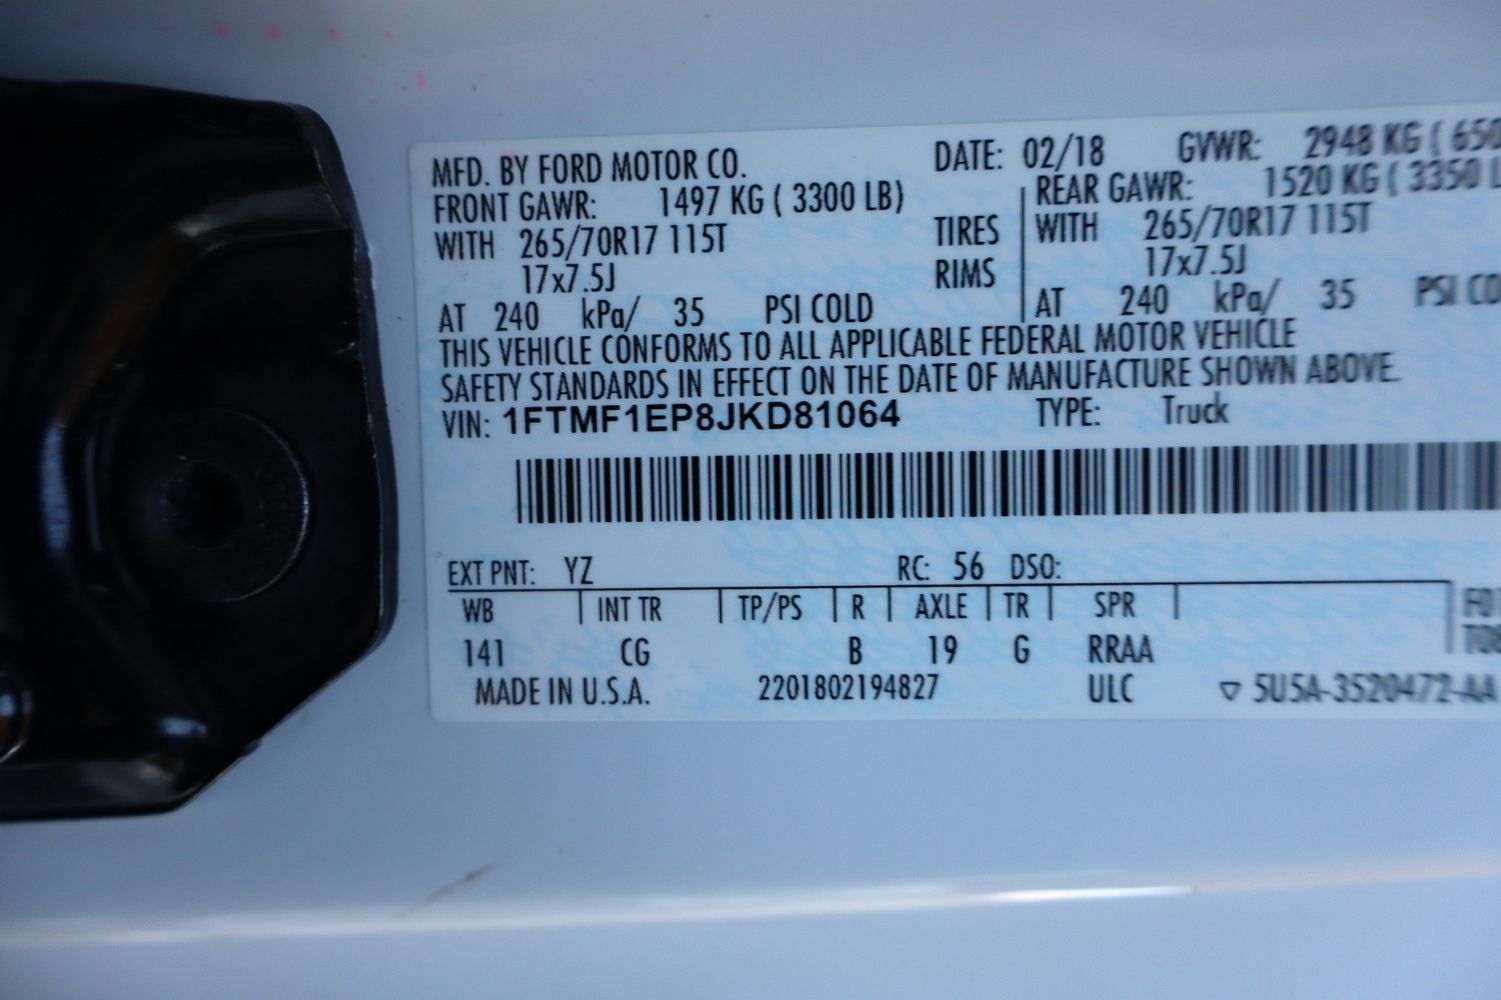 MFD. BY FORD MOTOR CO. DATE: 02/18 GVWR: 2948 KG ( 650
FRONT GAWR: 1497 KG ( 3300 LB) REAR GAWR: 1520 KG ( 3350 L
WITH 265/70R17 115T TIRES WITH 265/70R17 115T
17x7.5J RIMS 17x7.5J
AT 240 kPa/ 35 PSI COLD AT 240 kPa/ 35 PSI CO
THIS VEHICLE CONFORMS TO ALL APPLICABLE FEDERAL MOTOR VEHICLE
SAFETY STANDARDS IN EFFECT ON THE DATE OF MANUFACTURE SHOWN ABOVE.
VIN: 1FTMF1EP8JKD81064 TYPE: Truck
EXT PNT: YZ RC: 56 DSO:
WB INT TR TP/PS R AXLE TR SPR
141 CG B 19 G RRAA
MADE IN U.S.A. 2201802194827 ULC ▽ 5U5A-3520472-AA